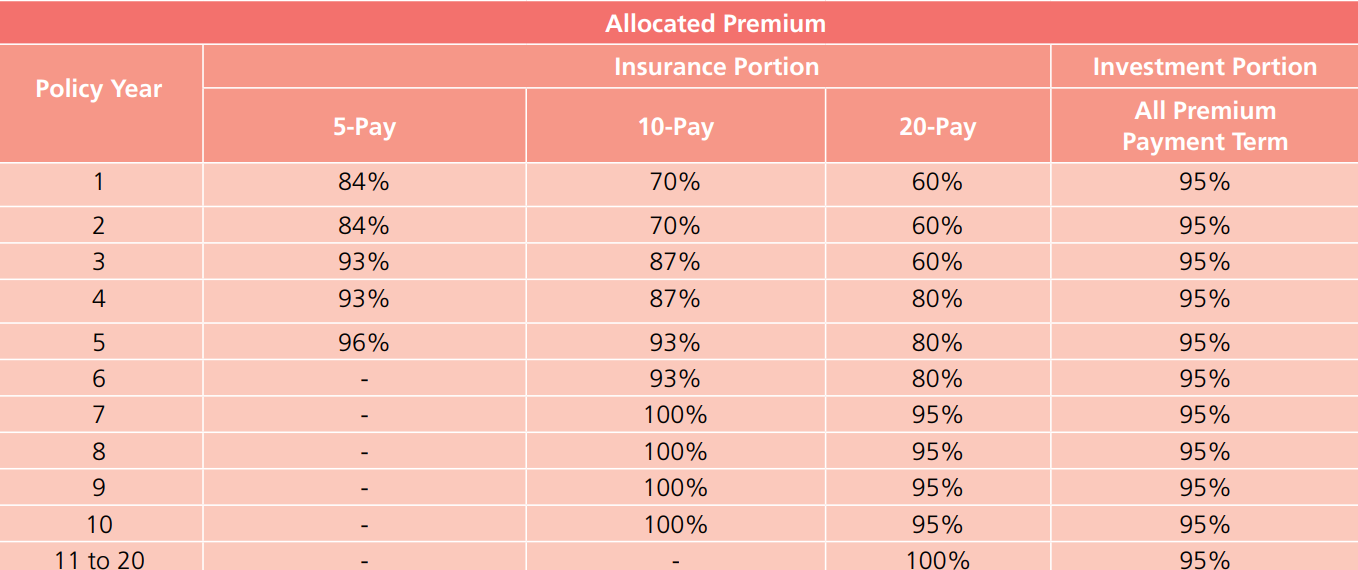 Allocated Premium
Policy Year Insurance Portion Investment Portion
5-Pay 10-Pay 20-Pay All Premium
Payment Term
1 84% 70% 60% 95%
2 84% 70% 60% 95%
3 93% 87% 60% 95%
4 93% 87% 80% 95%
5 96% 93% 80% 95%
6 - 93% 80% 95%
7 - 100% 95% 95%
8 - 100% 95% 95%
9 - 100% 95% 95%
10 - 100% 95% 95%
11 to 20 - - 100% 95%